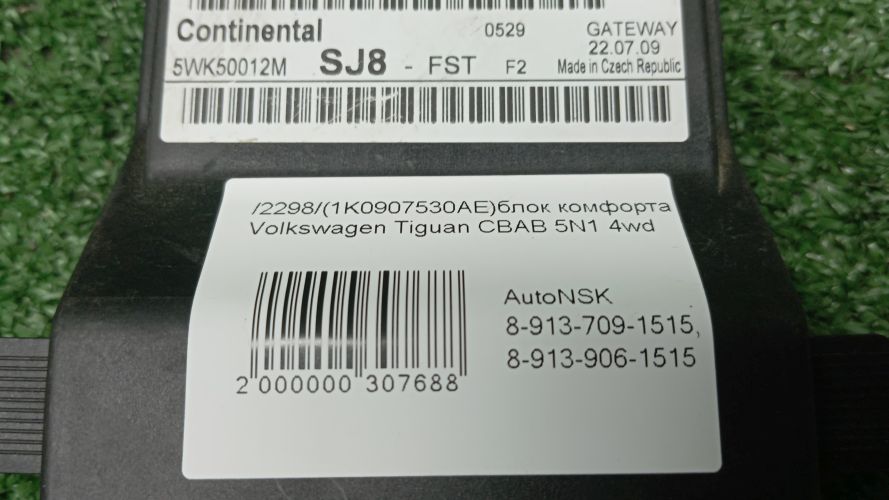 Continental 0529 GATEWAY
22.07.09
5WK50012M SJ8 - FST F2 Made in Czech Republic
/2298/(1K0907530AE)блок комфорта
Volkswagen Tiguan CBAB 5N1 4wd
AutoNSK
8-913-709-1515,
8-913-906-1515
2 000000 307688